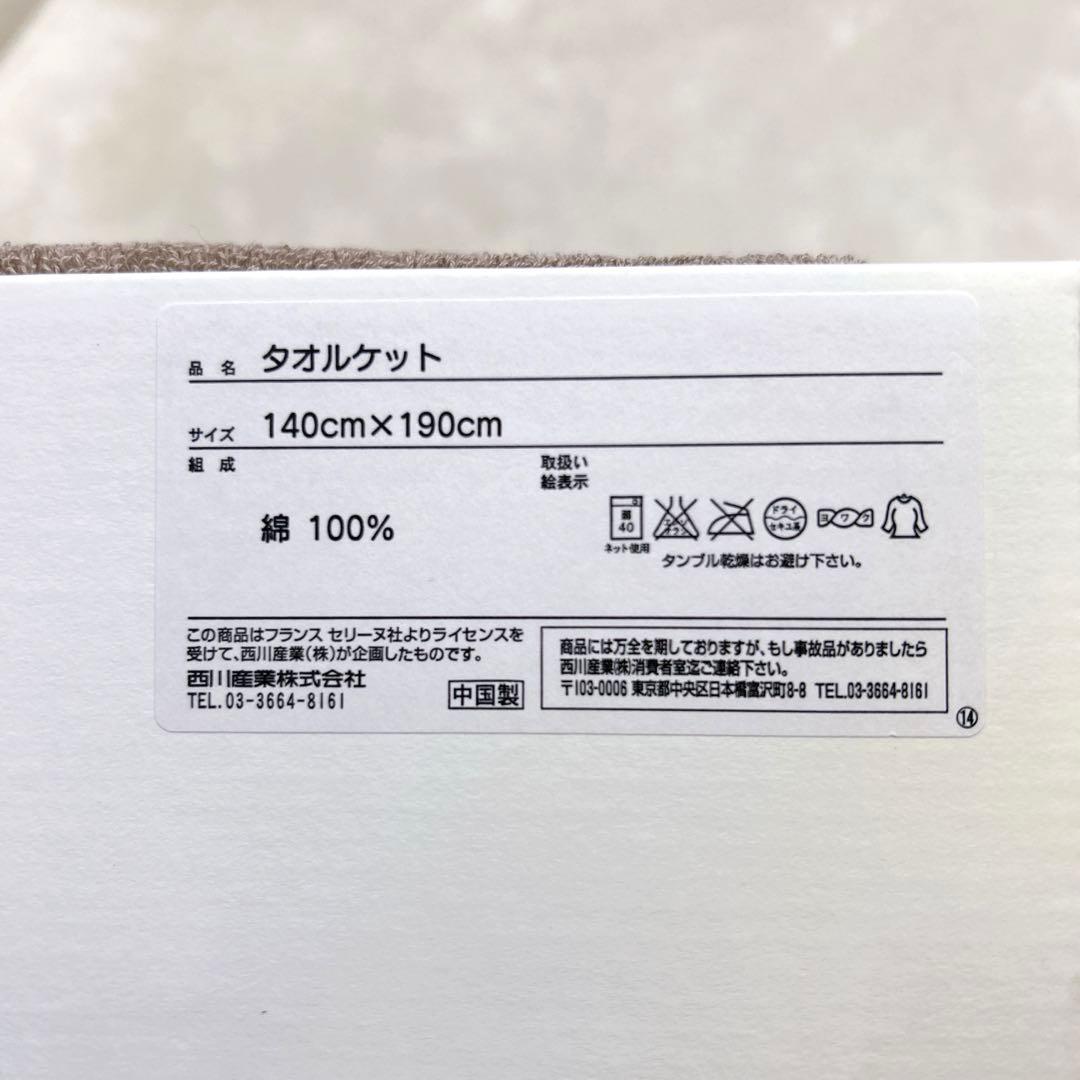 品名 タオルケット
サイズ 140cm×190cm
組成
取扱い
絵表示
綿 100%
弱
40
ネット使用
エンソ
サラシ
ドライ
セキユ系
ヨワク
タンブル乾燥はお避け下さい。
この商品はフランス セリーヌ社よりライセンスを
受けて、西川産業(株)が企画したものです。
西川産業株式会社
TEL.03-3664-8161
中国製
商品には万全を期しておりますが、もし事故品がありましたら
西川産業㈱消費者室迄ご連絡下さい。
〒103-0006 東京都中央区日本橋富沢町8-8 TEL.03-3664-8161
⑭